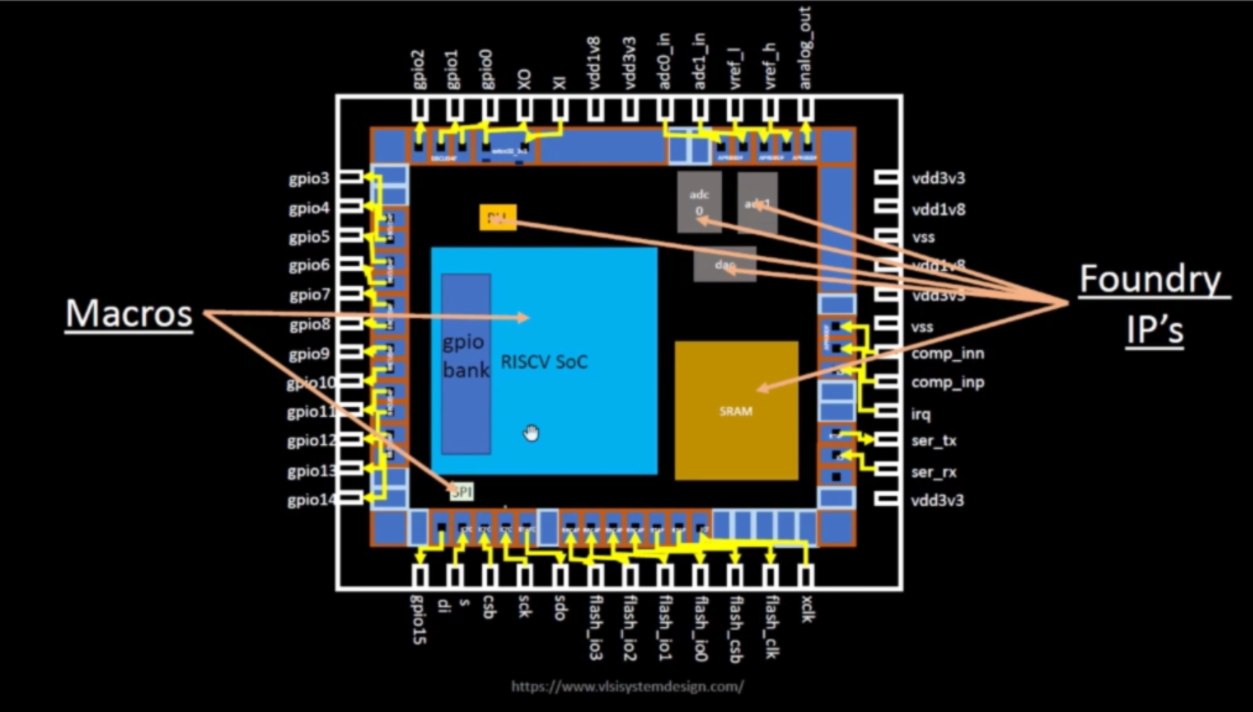 gpio2
gpio1
gpio0
XO
XI
vdd1v8
vdd3v3
adc0_in
adc1_in
vref_l
vref_h
analog_out
gpio3
gpio4
gpio5
gpio6
gpio7
gpio8
gpio9
gpio10
gpio11
gpio12
gpio13
gpio14
Macros
adc
0
adc1
dac
gpio
bank
RISCV SoC
SRAM
SPI
vdd3v3
vdd1v8
vss
vdd1v8
vdd3v3
vss
comp_inn
comp_inp
irq
ser_tx
ser_rx
vdd3v3
Foundry
IP's
gpio15
di
s
csb
sck
sdo
flash_io3
flash_io2
flash_io1
flash_io0
flash_csb
flash_clk
xclk
https://www.vlsisystemdesign.com/